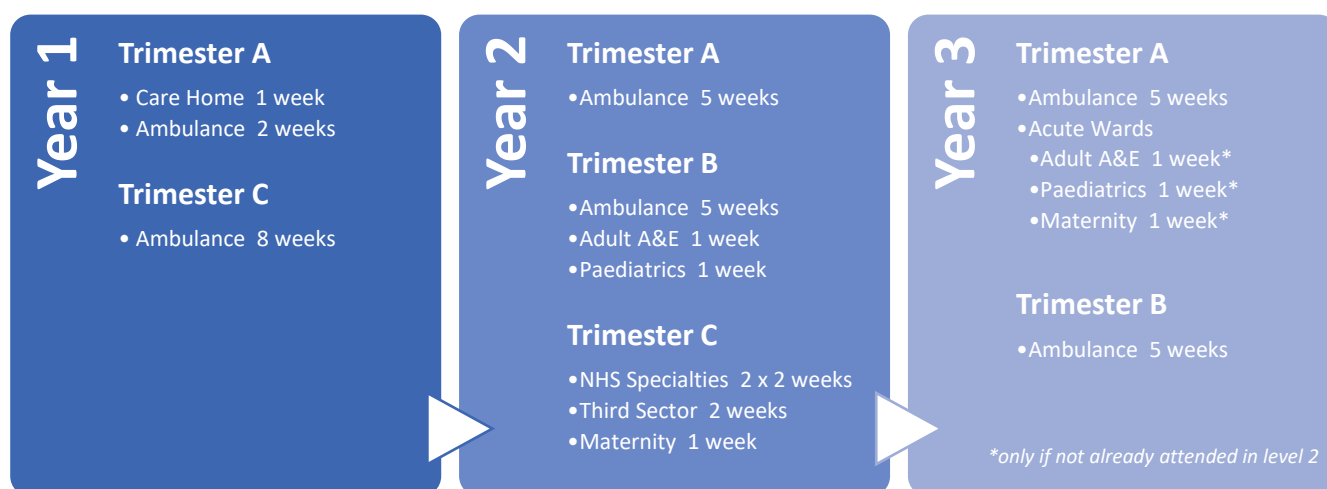 Year 1
Trimester A
• Care Home 1 week
• Ambulance 2 weeks
Trimester C
• Ambulance 8 weeks
Year 2
Trimester A
•Ambulance 5 weeks
Trimester B
•Ambulance 5 weeks
•Adult A&E 1 week
•Paediatrics 1 week
Trimester C
•NHS Specialties 2 x 2 weeks
•Third Sector 2 weeks
•Maternity 1 week
Year 3
Trimester A
•Ambulance 5 weeks
•Acute Wards
•Adult A&E 1 week*
•Paediatrics 1 week*
•Maternity 1 week*
Trimester B
•Ambulance 5 weeks
*only if not already attended in level 2